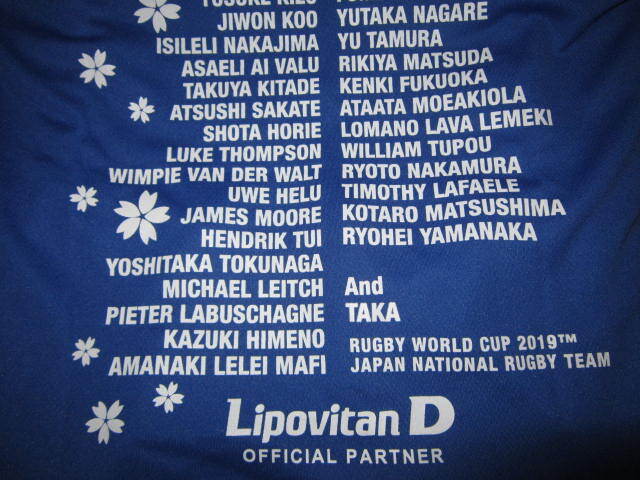 JIWON KOO
ISILELI NAKAJIMA
ASAELI AI VALU
TAKUYA KITADE
ATSUSHI SAKATE
SHOTA HORIE
LUKE THOMPSON
WIMPIE VAN DER WALT
UWE HELU
JAMES MOORE
HENDRIK TUI
YOSHITAKA TOKUNAGA
MICHAEL LEITCH
PIETER LABUSCHAGNE
KAZUKI HIMENO
AMANAKI LELEI MAFI
YUTAKA NAGARE
YU TAMURA
RIKIYA MATSUDA
KENKI FUKUOKA
ATAATA MOEAKIOLA
LOMANO LAVA LEMEKI
WILLIAM TUPOU
RYOTO NAKAMURA
TIMOTHY LAFAELE
KOTARO MATSUSHIMA
RYOHEI YAMANAKA
And
TAKA
RUGBY WORLD CUP 2019™
JAPAN NATIONAL RUGBY TEAM
Lipovitan D
OFFICIAL PARTNER